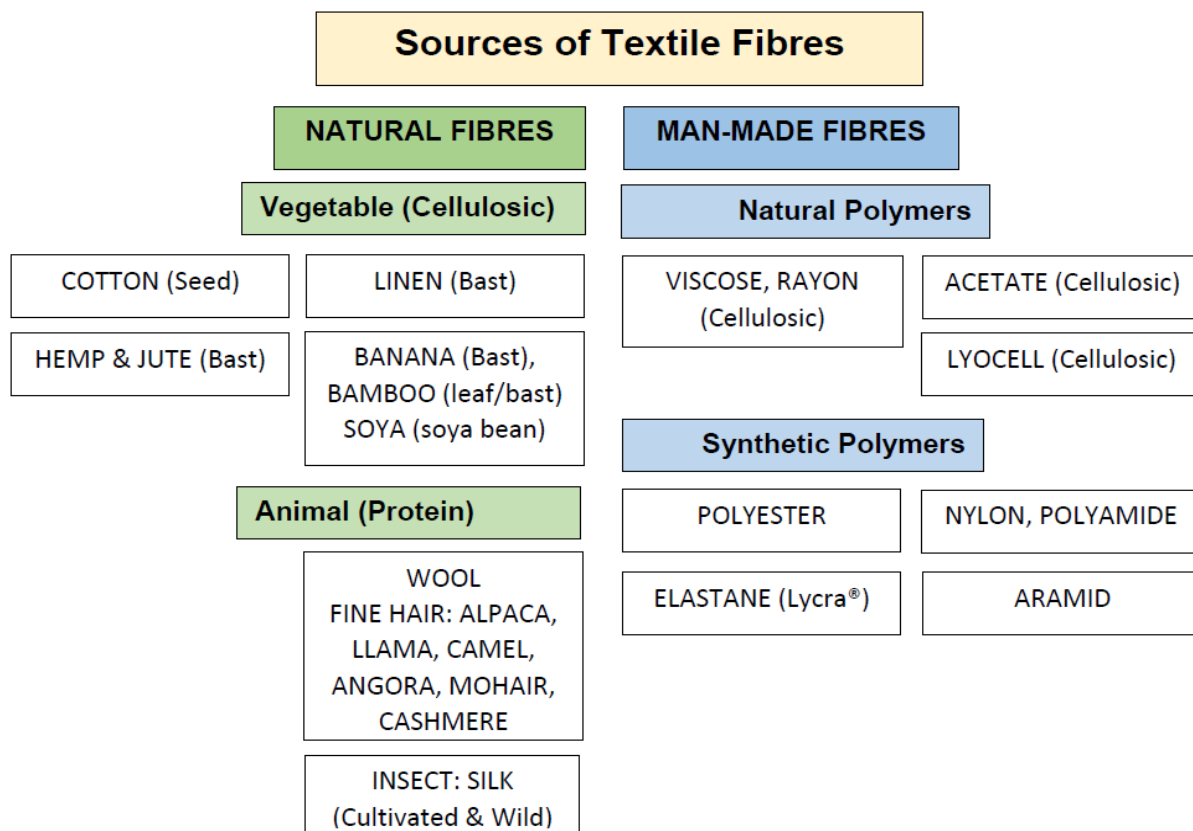 Sources of Textile Fibres
NATURAL FIBRES
MAN-MADE FIBRES
Vegetable (Cellulosic)
Natural Polymers
COTTON (Seed)
LINEN (Bast)
VISCOSE, RAYON
(Cellulosic)
ACETATE (Cellulosic)
HEMP & JUTE (Bast)
BANANA (Bast),
BAMBOO (leaf/bast)
SOYA (soya bean)
LYOCELL (Cellulosic)
Synthetic Polymers
Animal (Protein)
POLYESTER
NYLON, POLYAMIDE
WOOL
FINE HAIR: ALPACA,
LLAMA, CAMEL,
ANGORA, MOHAIR,
CASHMERE
ELASTANE (Lycra®)
ARAMID
INSECT: SILK
(Cultivated & Wild)